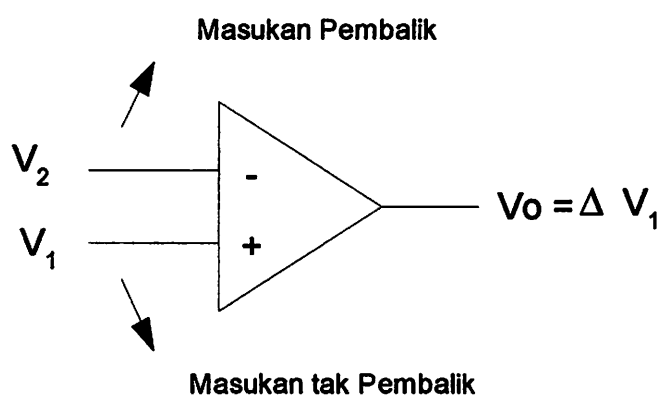 Masukan Pembalik
V₂
-
Vo = Δ V₁
V₁
+
Masukan tak Pembalik